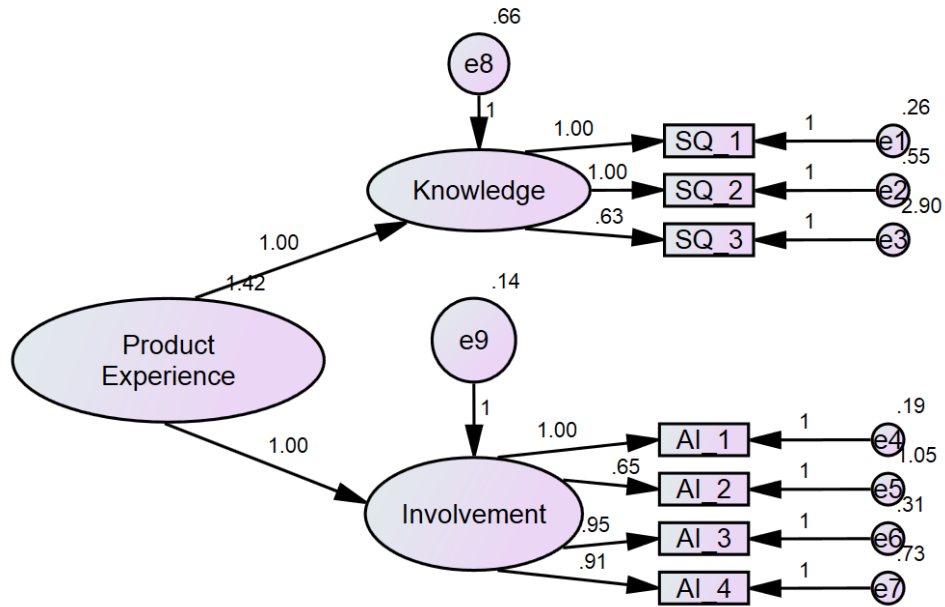 .66
e8
1
.26
1.00
1
SQ_1
e1
.55
Knowledge
1.00
1
SQ_2
e2
2.90
.63
1
SQ_3
e3
1.00
1.42
.14
Product
Experience
e9
1
.19
1.00
1
AI_1
e4
1.05
1.00
.65
1
AI_2
e5
.31
Involvement
.95
1
AI_3
e6
.73
.91
1
AI_4
e7